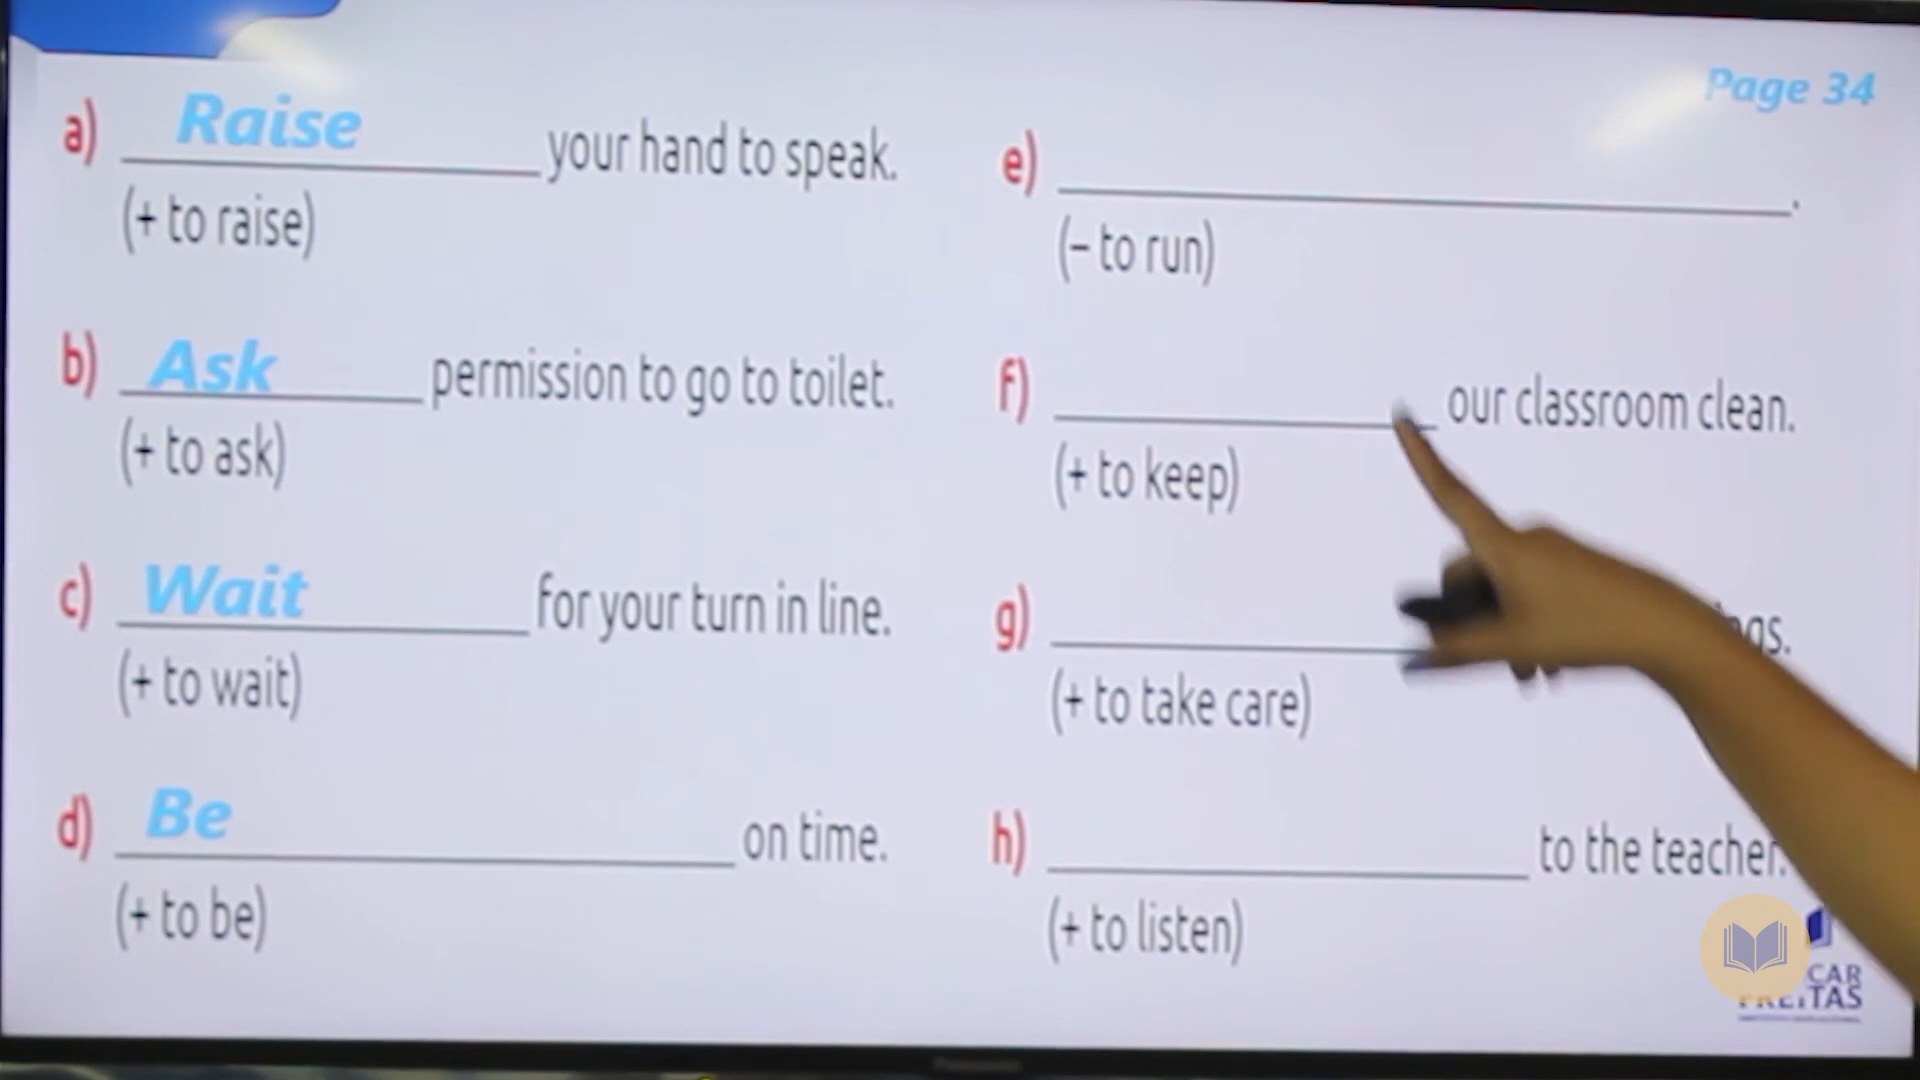 Page 34
a) Raise your hand to speak.
(+ to raise)
b) Ask permission to go to toilet.
(+ to ask)
c) Wait for your turn in line.
(+ to wait)
d) Be on time.
(+ to be)
e) .
(– to run)
f) our classroom clean.
(+ to keep)
g)
(+ to take care)
h) to the teacher.
(+ to listen)